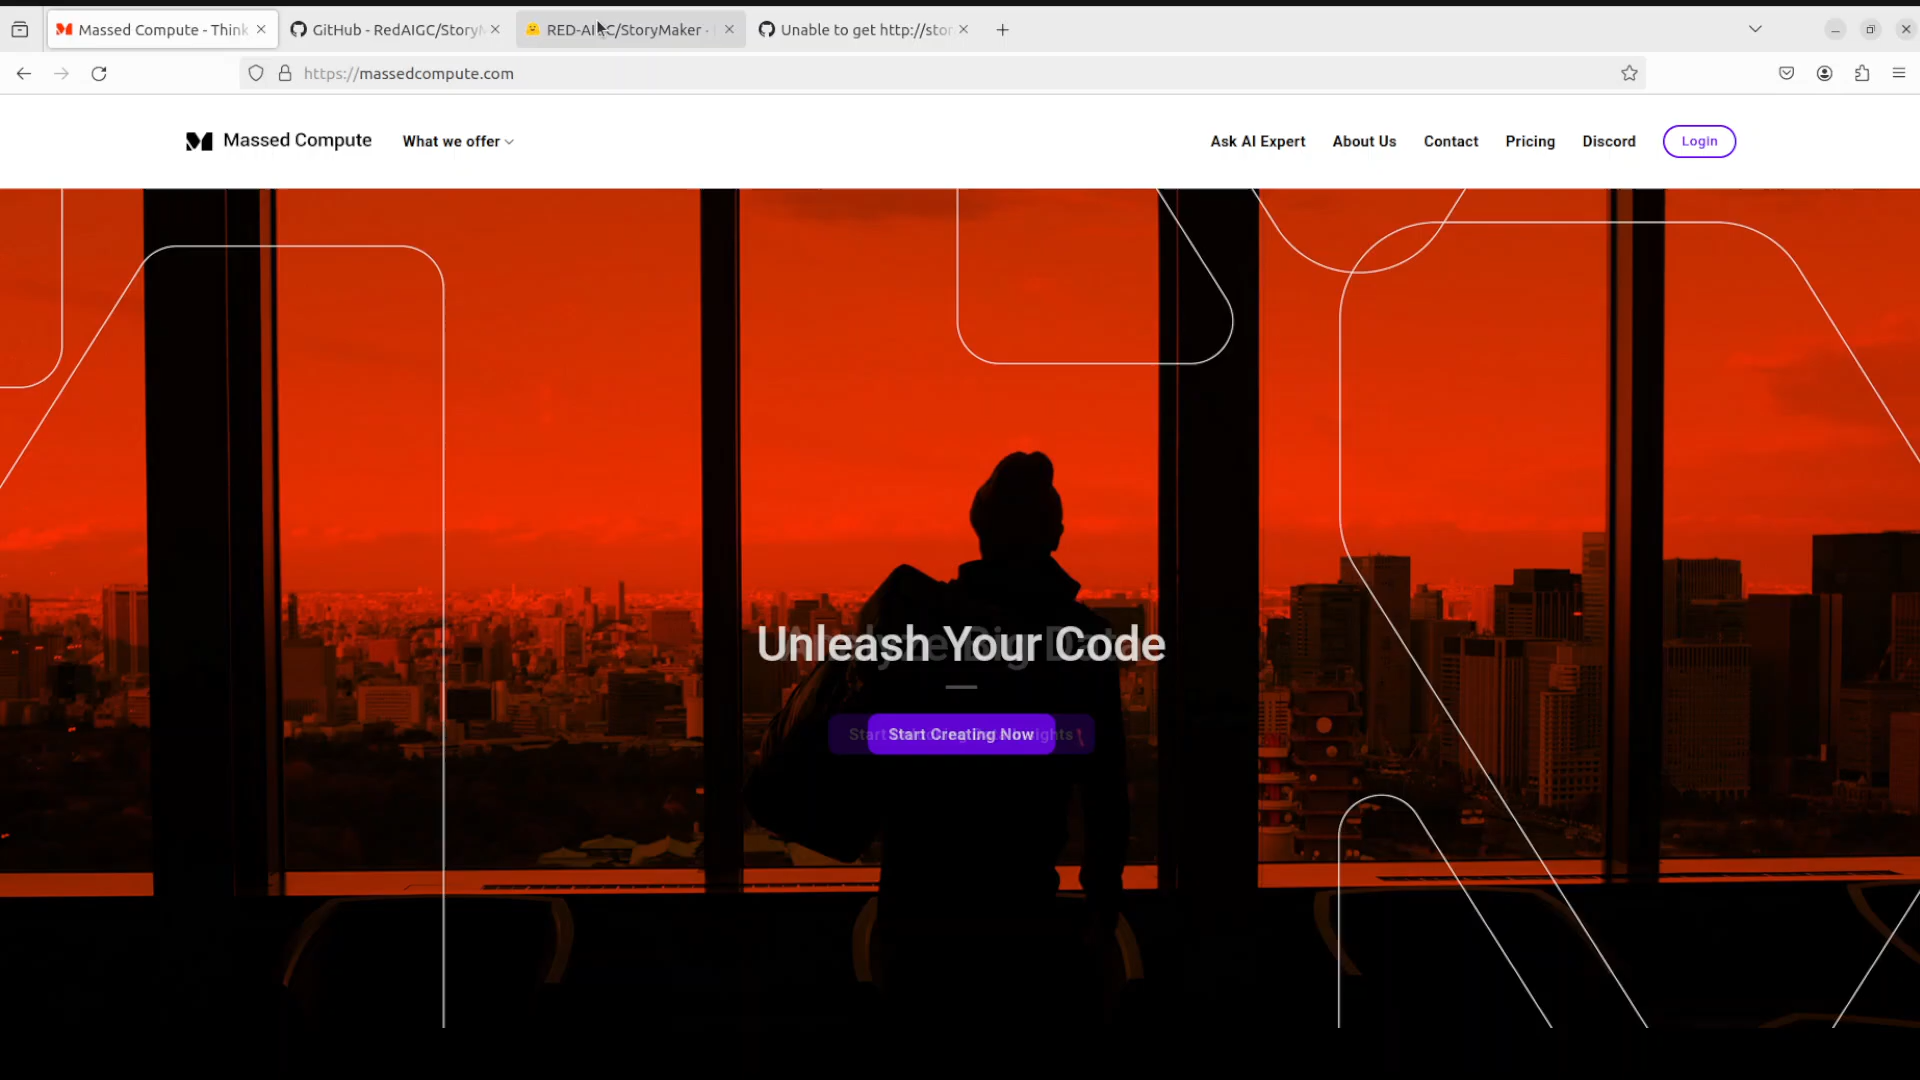 Massed Compute - Think
GitHub - RedAIGC/StoryM
RED-AIGC/StoryMaker -
Unable to get http://stor
https://massedcompute.com
Massed Compute
What we offer
Ask AI Expert
About Us
Contact
Pricing
Discord
Login
Unleash Your Code
Start Creating Now